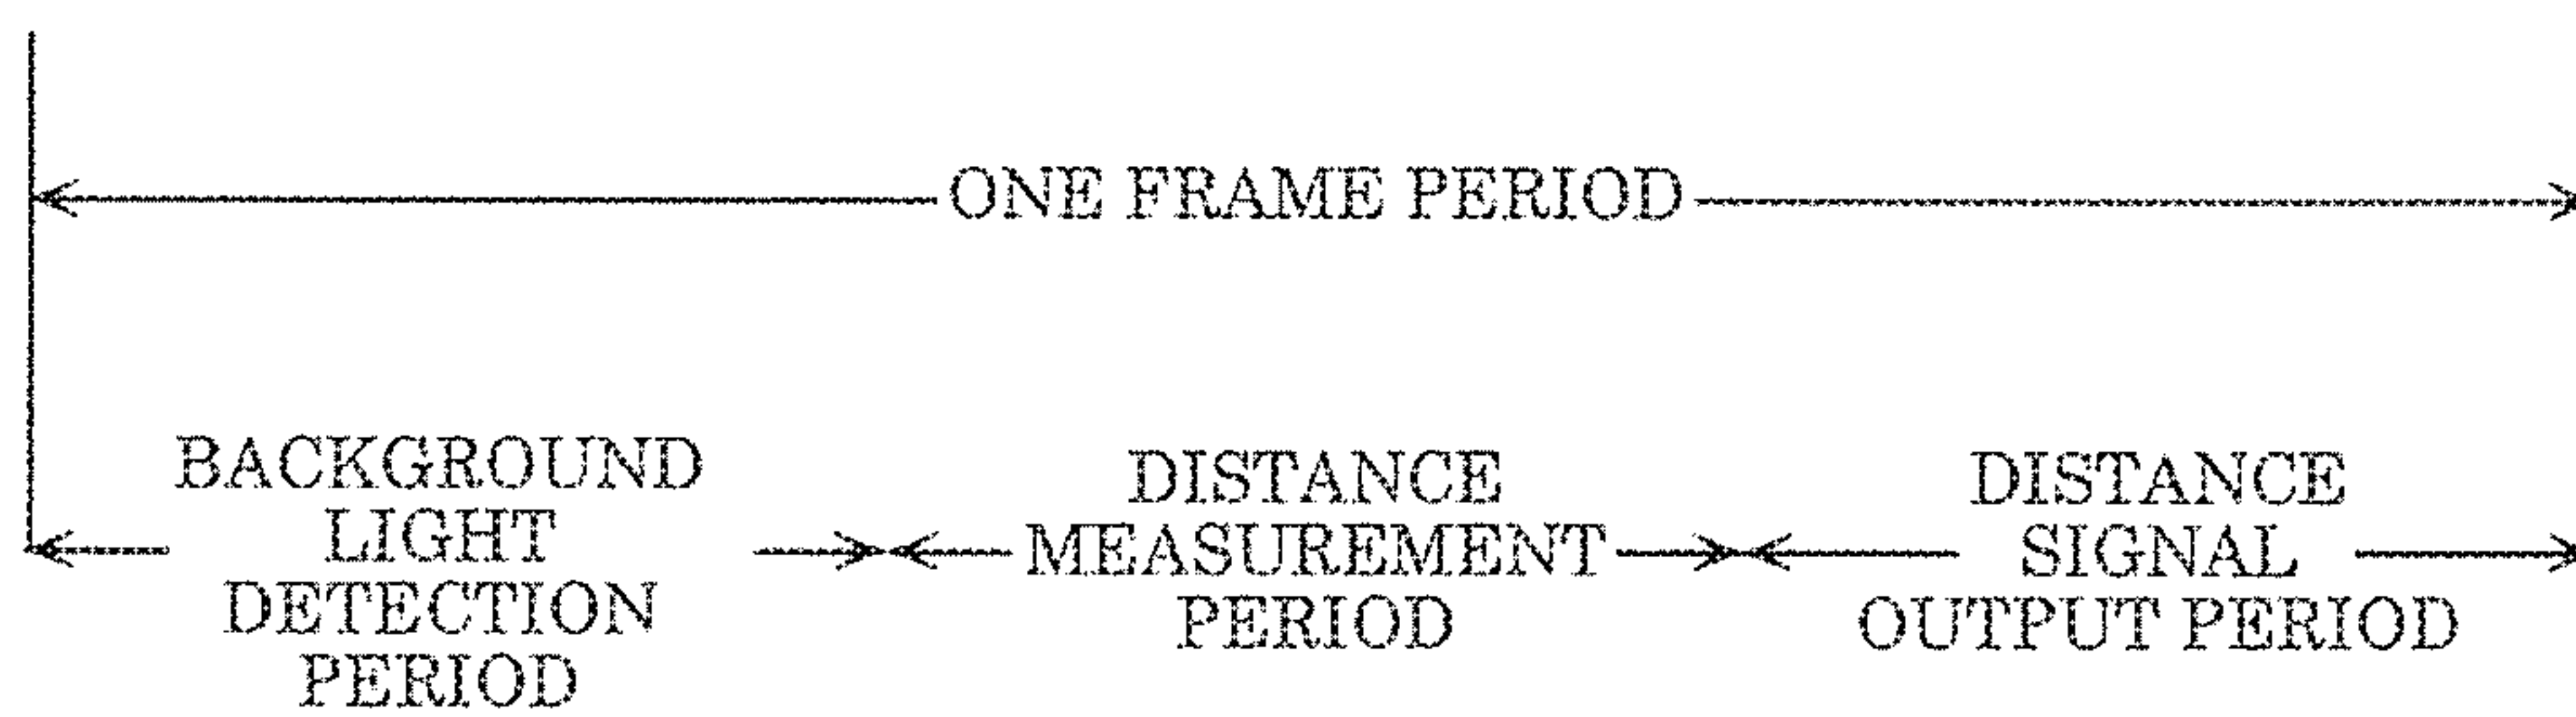 ONE FRAME PERIOD
BACKGROUND
LIGHT
DETECTION
PERIOD
DISTANCE
MEASUREMENT
PERIOD
DISTANCE
SIGNAL
OUTPUT PERIOD